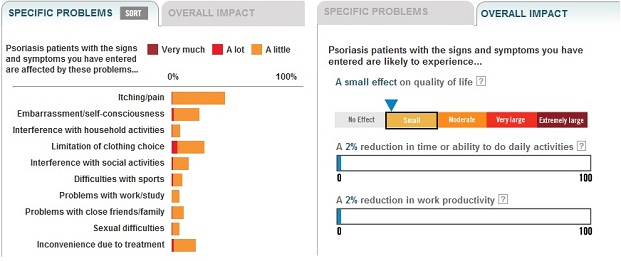 SPECIFIC PROBLEMS SORT OVERALL IMPACT
Psoriasis patients with the signs
and symptoms you have entered
are affected by these problems...
Very much A lot A little
0% 100%
Itching/pain
Embarrassment/self-consciousness
Interference with household activities
Limitation of clothing choice
Interference with social activities
Difficulties with sports
Problems with work/study
Problems with close friends/family
Sexual difficulties
Inconvenience due to treatment
SPECIFIC PROBLEMS OVERALL IMPACT
Psoriasis patients with the signs and symptoms you have
entered are likely to experience...
A small effect on quality of life ?
No Effect Small Moderate Very large Extremely large
A 2% reduction in time or ability to do daily activities ?
0 100
A 2% reduction in work productivity ?
0 100